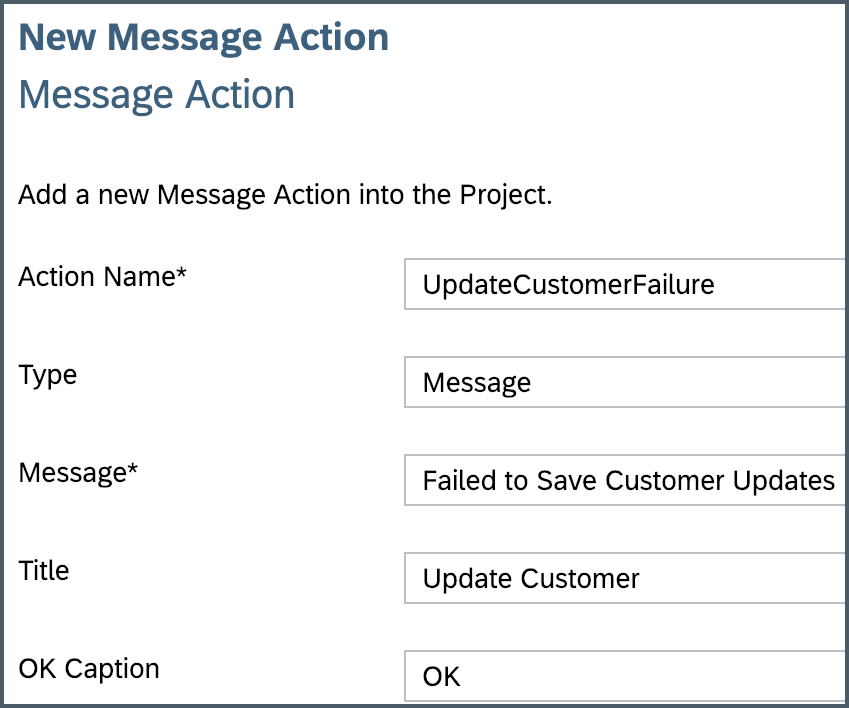 New Message Action
Message Action
Add a new Message Action into the Project.
Action Name* UpdateCustomerFailure
Type Message
Message* Failed to Save Customer Updates
Title Update Customer
OK Caption OK